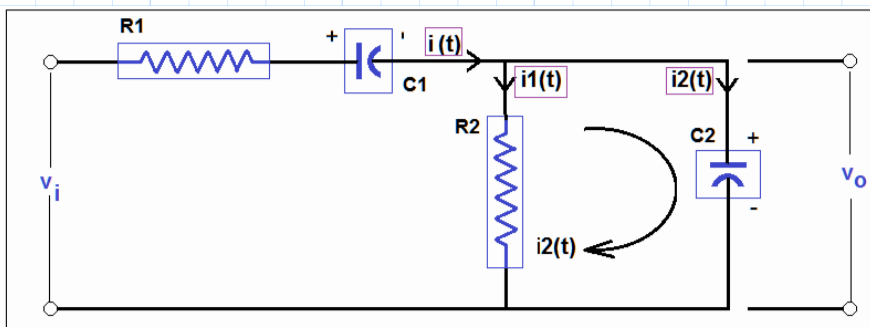 R1
+
'
i (t)
C1
i1(t)
i2(t)
R2
C2
+
-
vi
vo
i2(t)